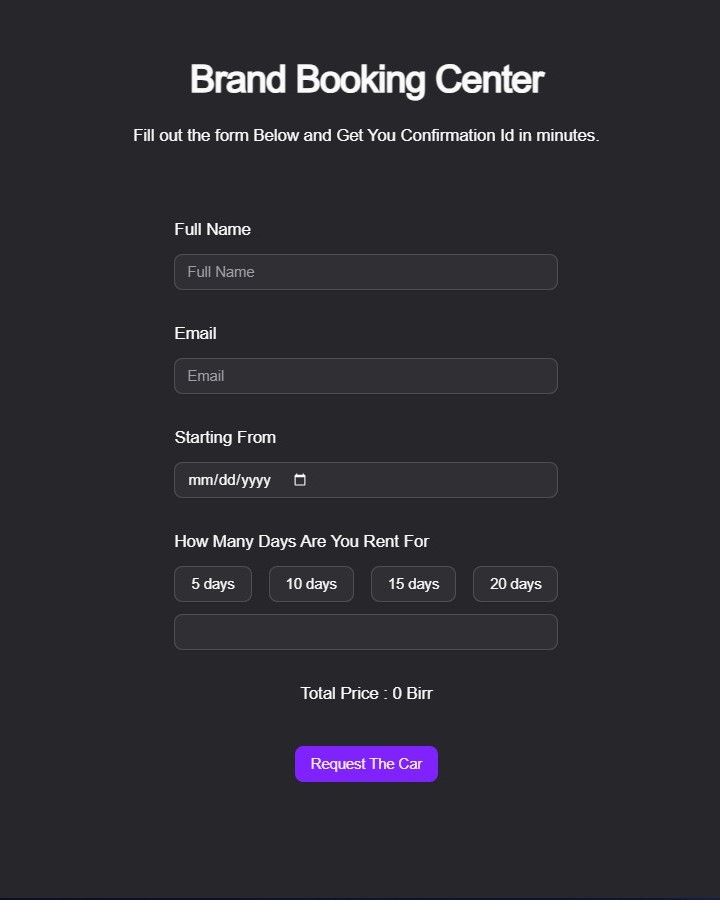 Brand Booking Center
Fill out the form Below and Get You Confirmation Id in minutes.
Full Name
Full Name
Email
Email
Starting From
mm/dd/yyyy
How Many Days Are You Rent For
5 days 10 days 15 days 20 days
Total Price : 0 Birr
Request The Car